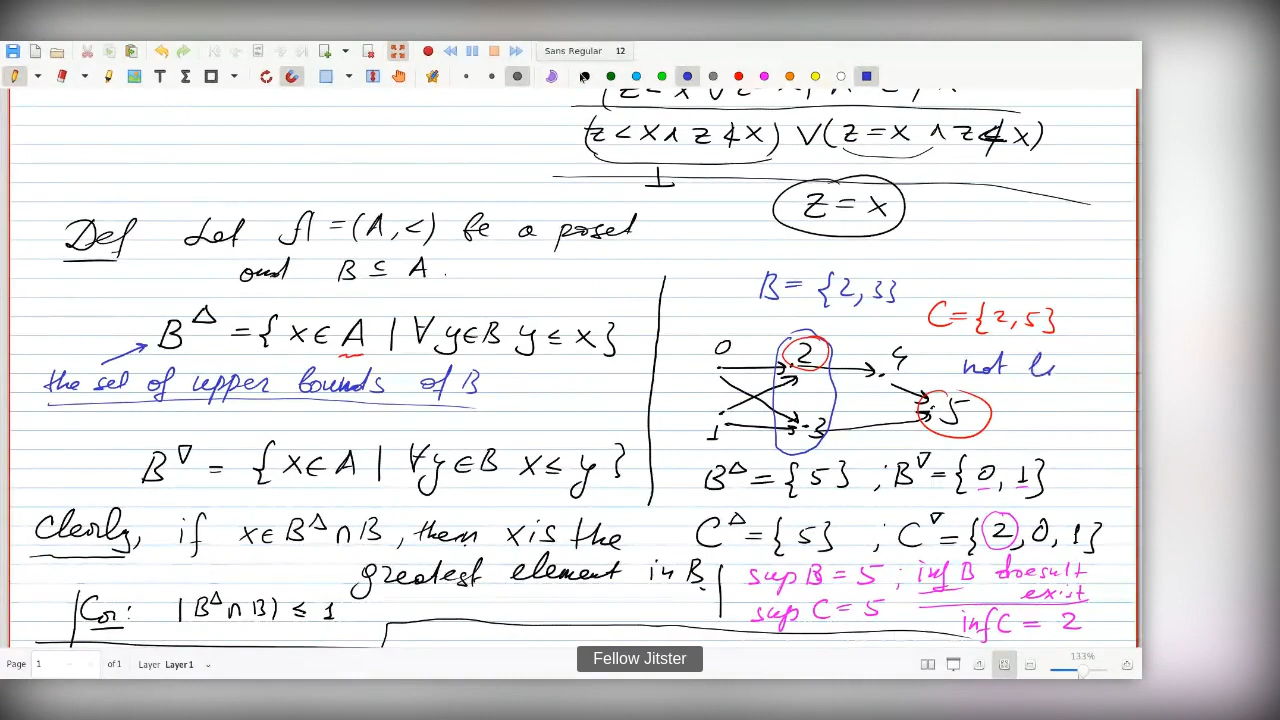 Sans Regular 12
(z < x ∧ z ≮ x) ∨ (z = x ∧ z ≮ x)
⊥
z = x
Def Let 𝒜 = (A, <) be a poset
and B ⊆ A.
B^△ = { x ∈ A | ∀y∈B y ≤ x }
the set of upper bounds of B
B^▽ = { x ∈ A | ∀y ∈ B x ≤ y }
Clearly, if x ∈ B^△ ∩ B, then x is the
greatest element in B.
Cor: |B^△ ∩ B| ≤ 1
B = {2, 3}
C = {2, 5}
0 2 4 not
5
1 3
B^△ = {5} ; B^▽ = {0, 1}
C^△ = {5} ; C^▽ = {2, 0, 1}
sup B = 5 ; inf B doesn't
exist
sup C = 5
inf C = 2
Fellow Jitster
Page 1 of 1 Layer Layer 1 133%